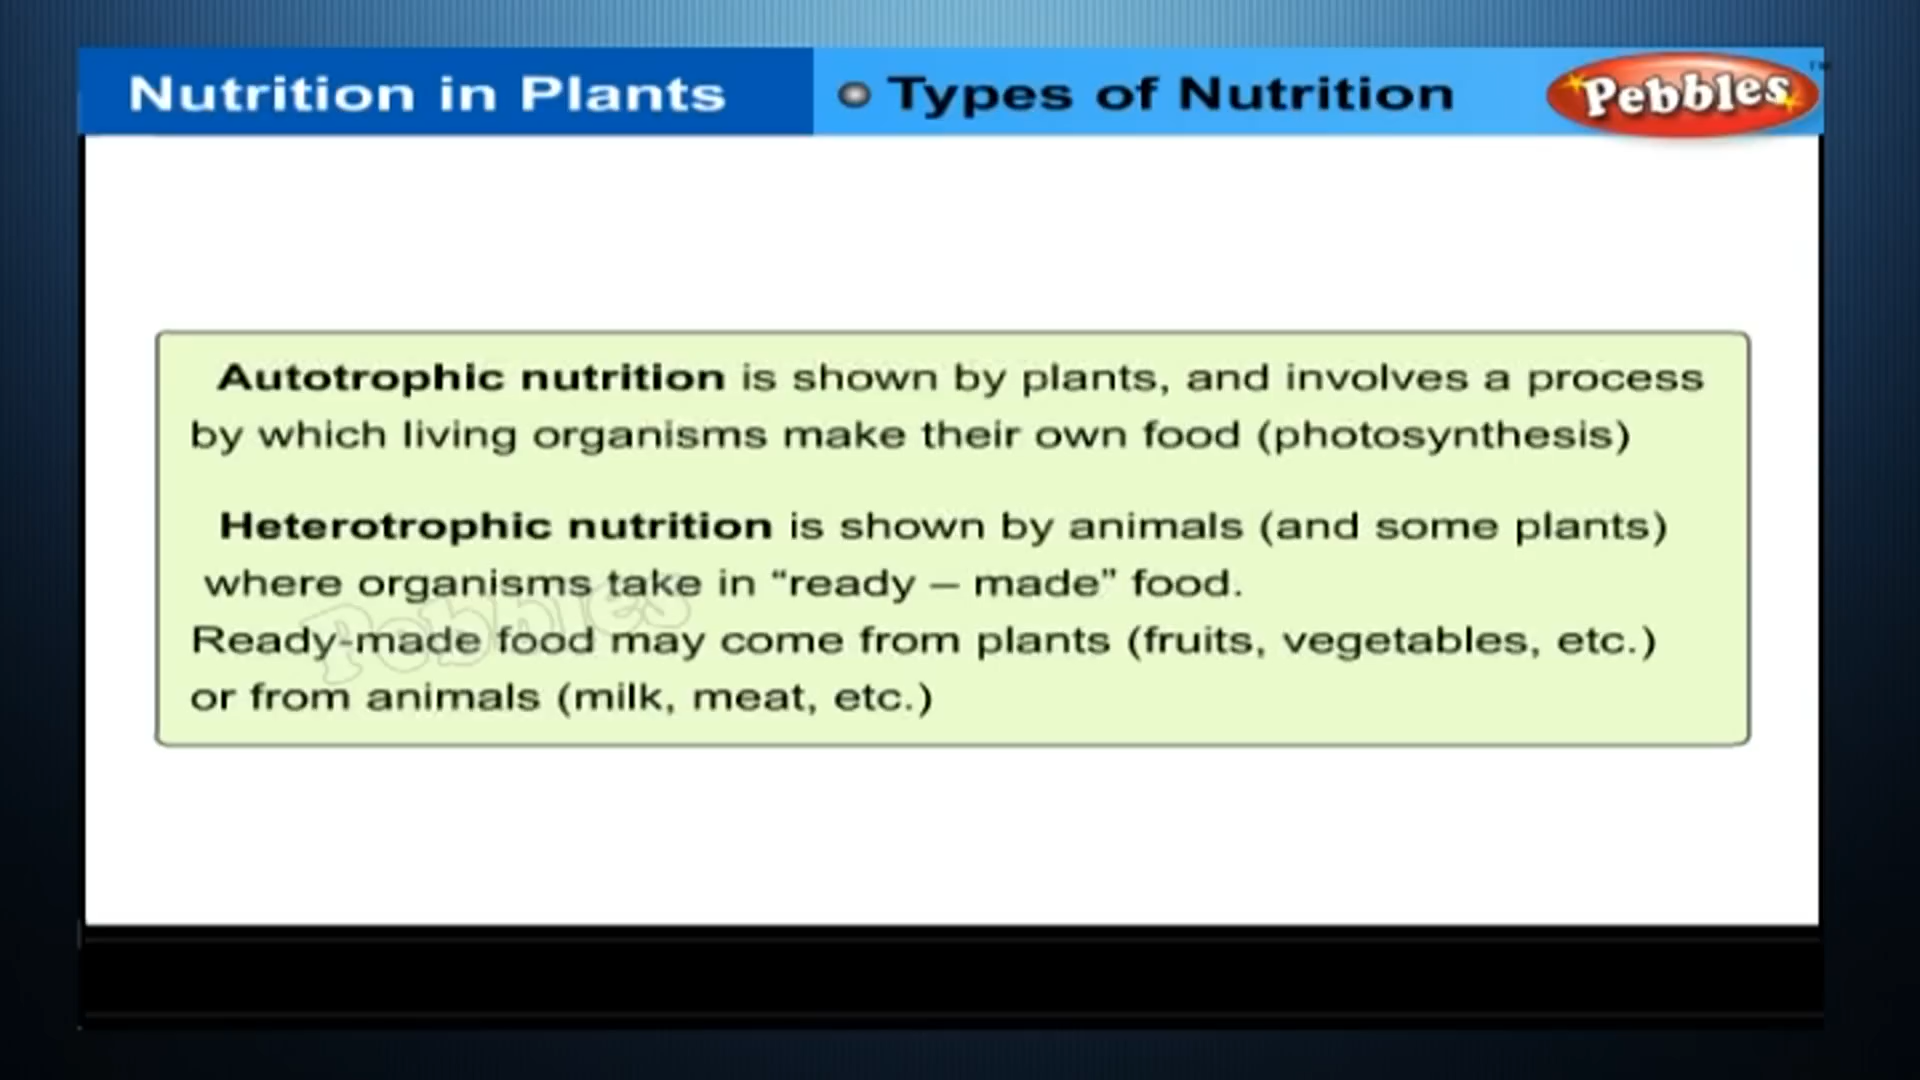 Nutrition in Plants
Types of Nutrition
Pebbles™
Autotrophic nutrition is shown by plants, and involves a process
by which living organisms make their own food (photosynthesis)
Heterotrophic nutrition is shown by animals (and some plants)
where organisms take in “ready – made” food.
Ready-made food may come from plants (fruits, vegetables, etc.)
or from animals (milk, meat, etc.)
Pebbles